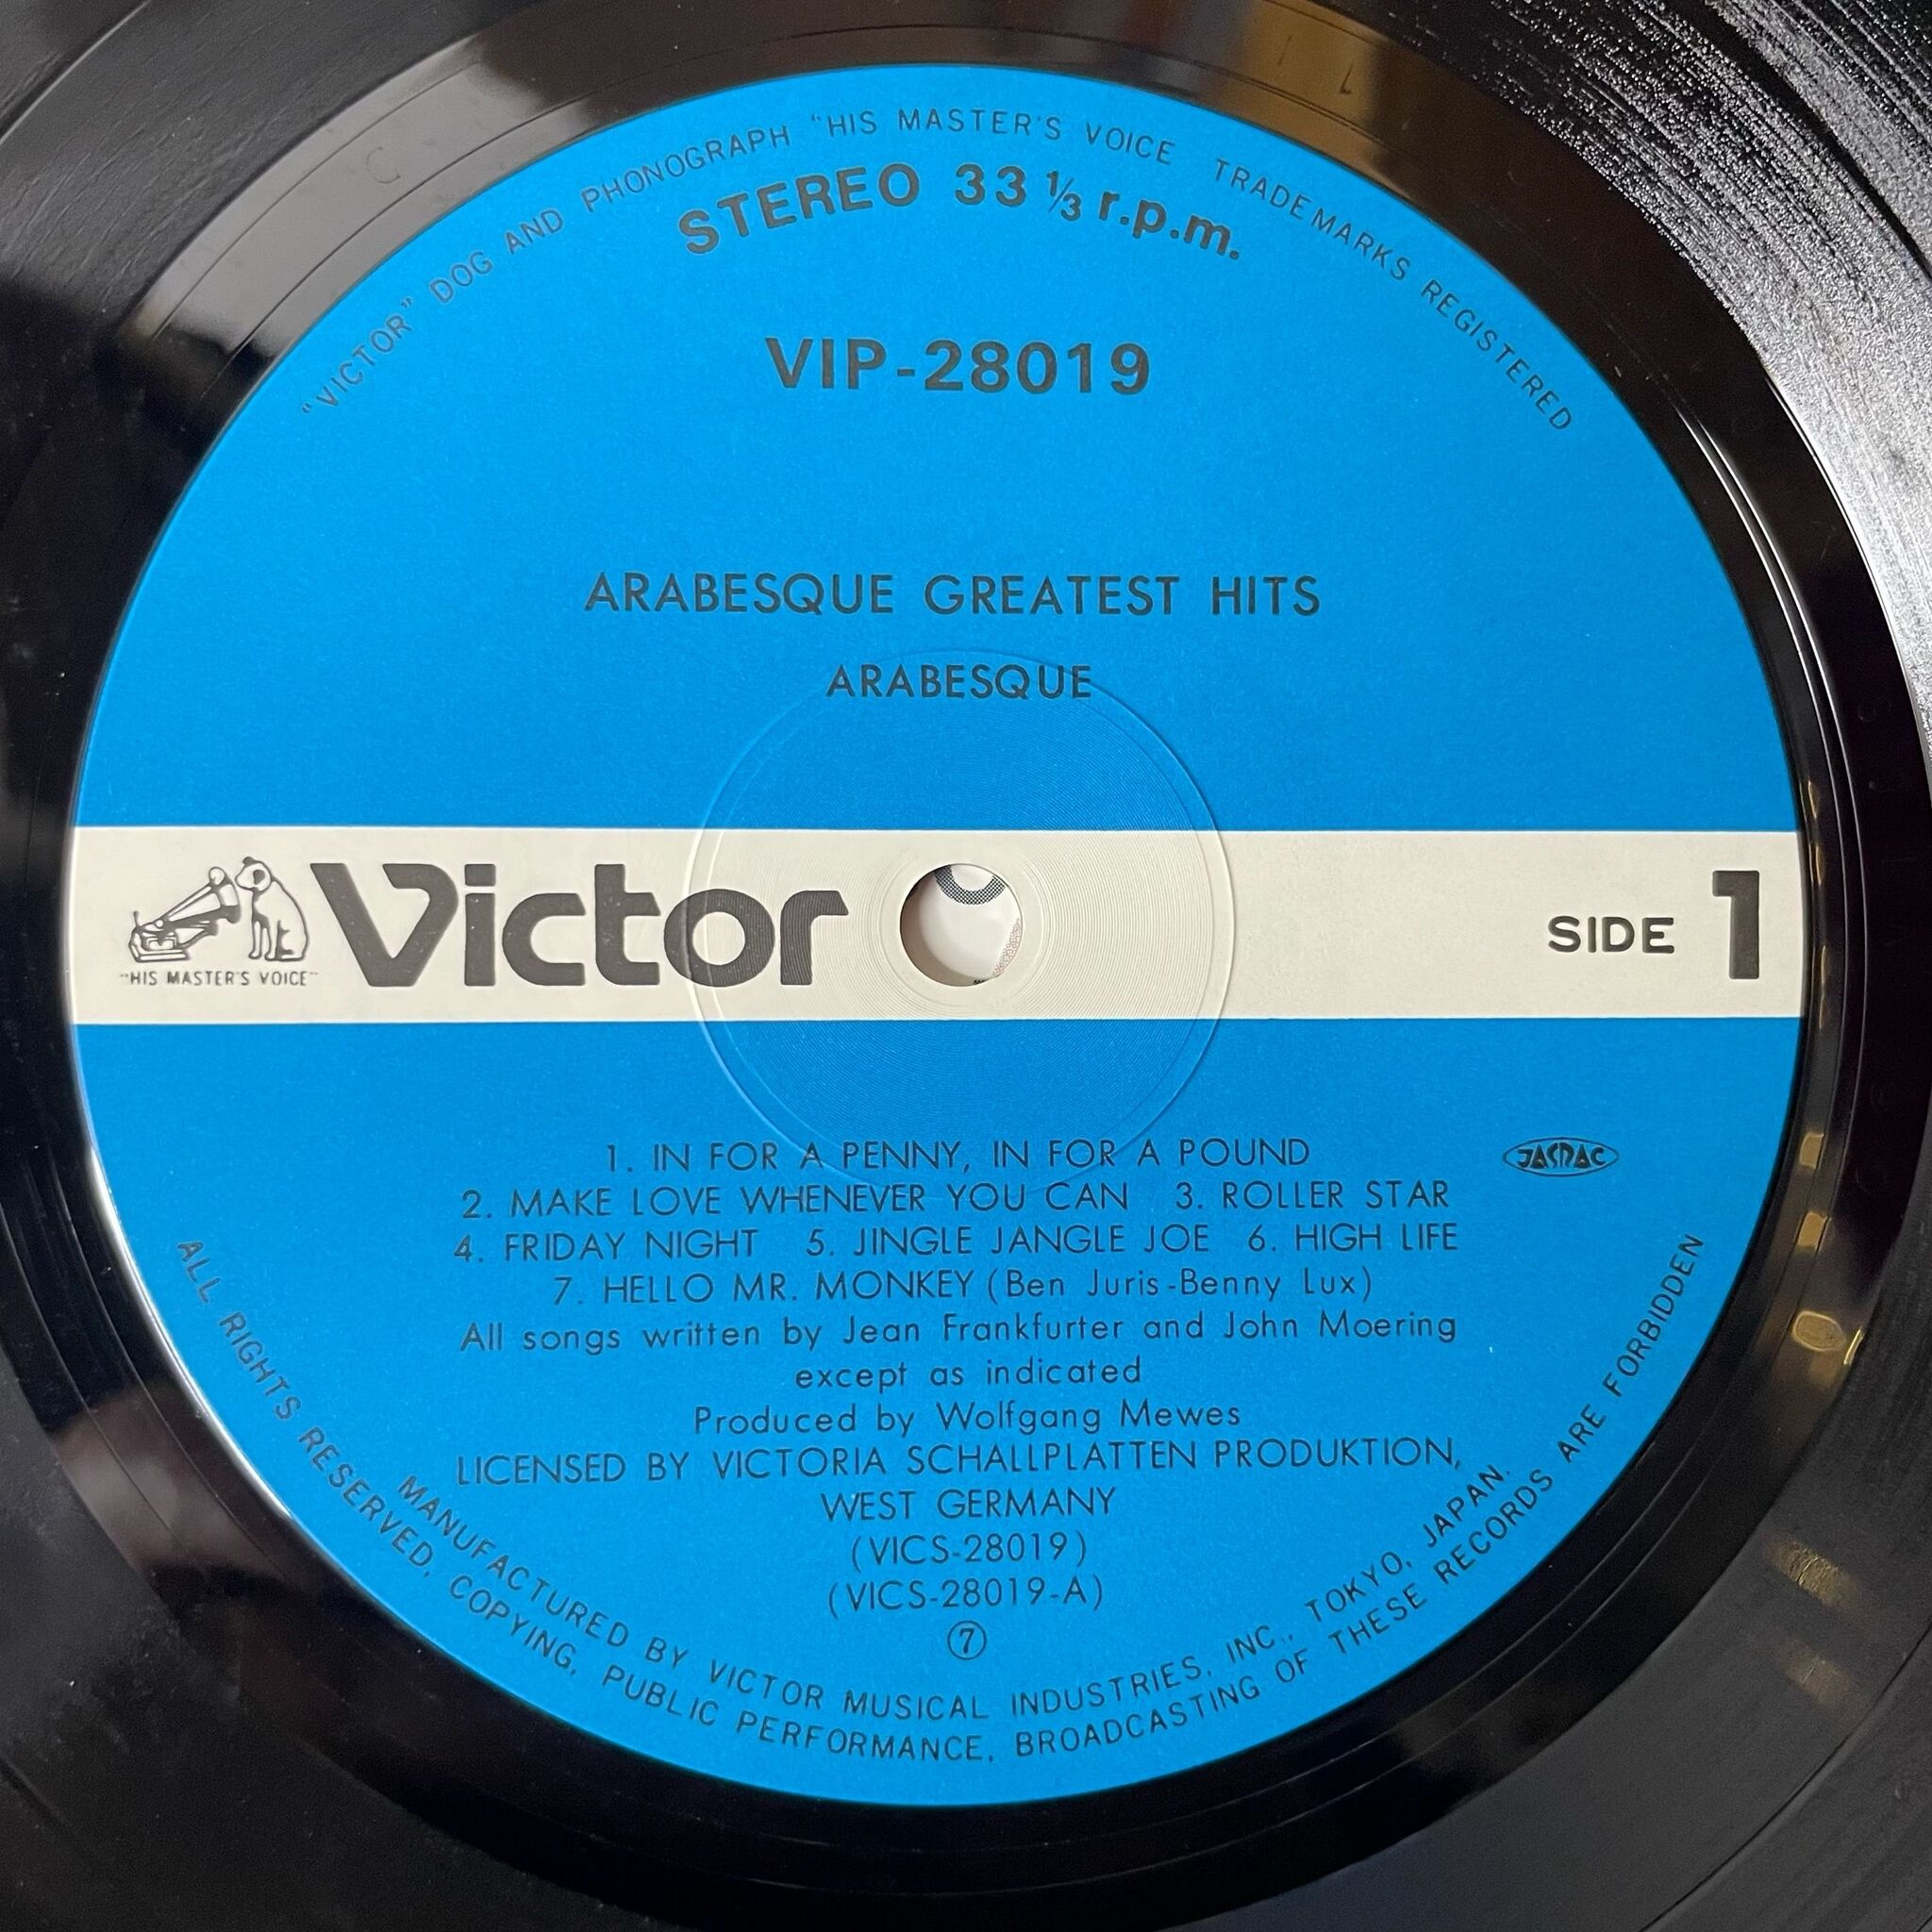 "VICTOR" DOG AND PHONOGRAPH "HIS MASTER'S VOICE TRADE MARKS REGISTERED
STEREO 33 1/3 r.p.m.
VIP-28019
ARABESQUE GREATEST HITS
ARABESQUE
"HIS MASTER'S VOICE"
Victor
SIDE 1
1. IN FOR A PENNY, IN FOR A POUND
JASRAC
2. MAKE LOVE WHENEVER YOU CAN 3. ROLLER STAR
4. FRIDAY NIGHT 5. JINGLE JANGLE JOE 6. HIGH LIFE
7. HELLO MR. MONKEY (Ben Juris-Benny Lux)
All songs written by Jean Frankfurter and John Moering
except as indicated
Produced by Wolfgang Mewes
LICENSED BY VICTORIA SCHALLPLATTEN PRODUKTION,
WEST GERMANY
(VICS-28019)
(VICS-28019-A)
⑦
MANUFACTURED BY VICTOR MUSICAL INDUSTRIES, INC., TOKYO, JAPAN.
ALL RIGHTS RESERVED, COPYING, PUBLIC PERFORMANCE, BROADCASTING OF THESE RECORDS ARE FORBIDDEN